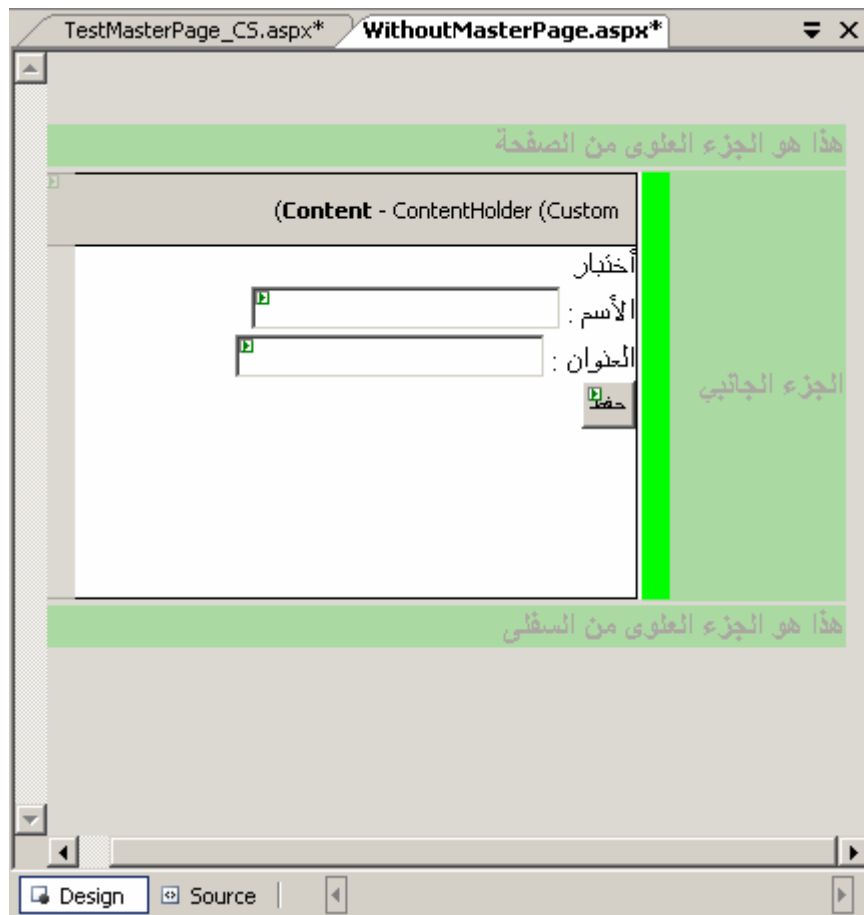 TestMasterPage_CS.aspx* WithoutMasterPage.aspx*
هذا هو الجزء العلوى من الصفحة
(Content - ContentHolder (Custom
أختبار
الأسم :
العنوان :
حفظ
الجزء الجانبي
هذا هو الجزء العلوى من السفلى
Design Source